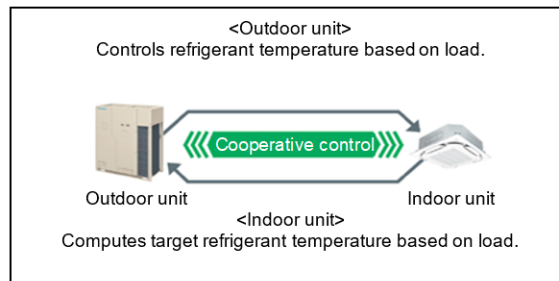 <Outdoor unit>
Controls refrigerant temperature based on load.
Cooperative control
Outdoor unit
Indoor unit
<Indoor unit>
Computes target refrigerant temperature based on load.